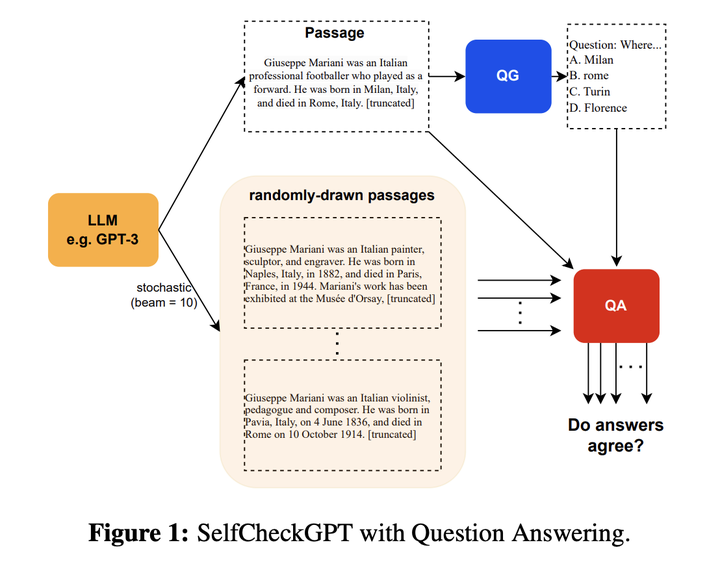 Passage
Giuseppe Mariani was an Italian
professional footballer who played as a
forward. He was born in Milan, Italy,
and died in Rome, Italy. [truncated]
QG
Question: Where...
A. Milan
B. rome
C. Turin
D. Florence
LLM
e.g. GPT-3
stochastic
(beam = 10)
randomly-drawn passages
Giuseppe Mariani was an Italian painter,
sculptor, and engraver. He was born in
Naples, Italy, in 1882, and died in Paris,
France, in 1944. Mariani's work has been
exhibited at the Musée d'Orsay, [truncated]
Giuseppe Mariani was an Italian violinist,
pedagogue and composer. He was born in
Pavia, Italy, on 4 June 1836, and died in
Rome on 10 October 1914. [truncated]
QA
Do answers
agree?
Figure 1: SelfCheckGPT with Question Answering.